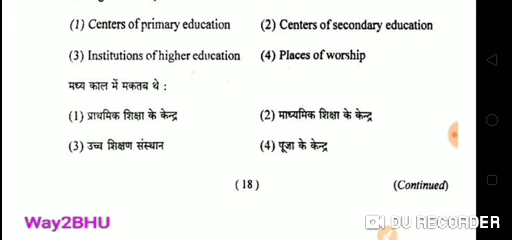 (1) Centers of primary education (2) Centers of secondary education
(3) Institutions of higher education (4) Places of worship
मध्य काल में मकतब थे :
(1) प्राथमिक शिक्षा के केन्द्र (2) माध्यमिक शिक्षा के केन्द्र
(3) उच्च शिक्षण संस्थान (4) पूजा के केन्द्र
(18) (Continued)
Way2BHU
DU RECORDER